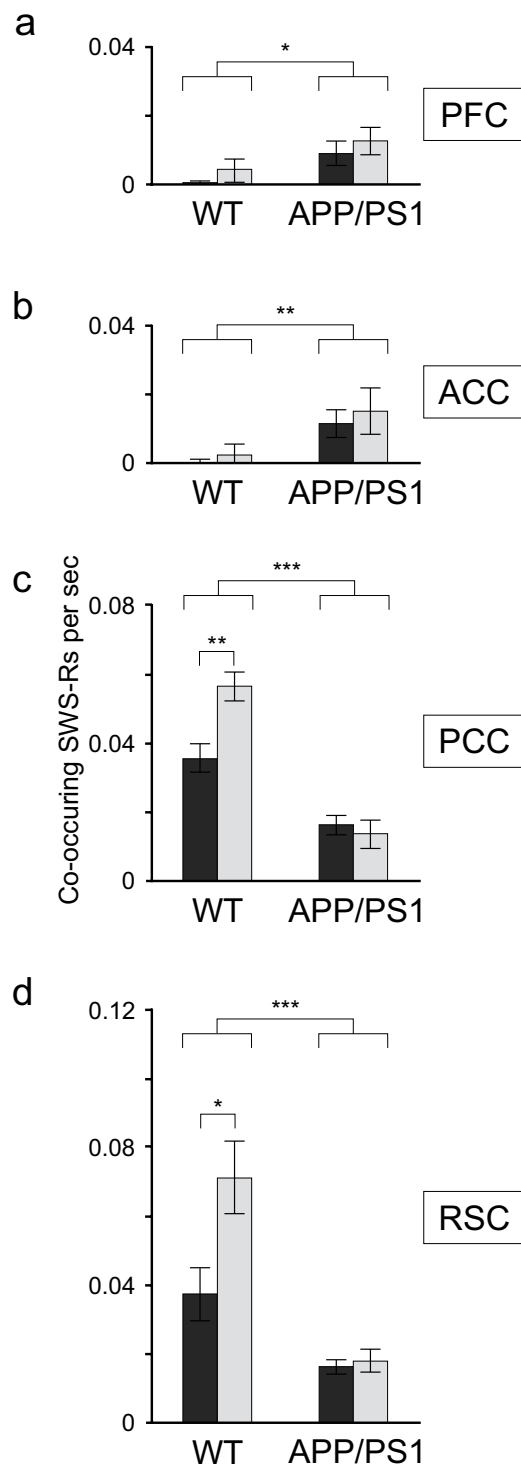 a
0.04
*
PFC
0
WT APP/PS1
b
0.04
**
ACC
0
WT APP/PS1
c
Co-occuring SWS-Rs per sec
0.08
***
**
0.04
PCC
0
WT APP/PS1
d
0.12
***
*
0.08
RSC
0.04
0
WT APP/PS1